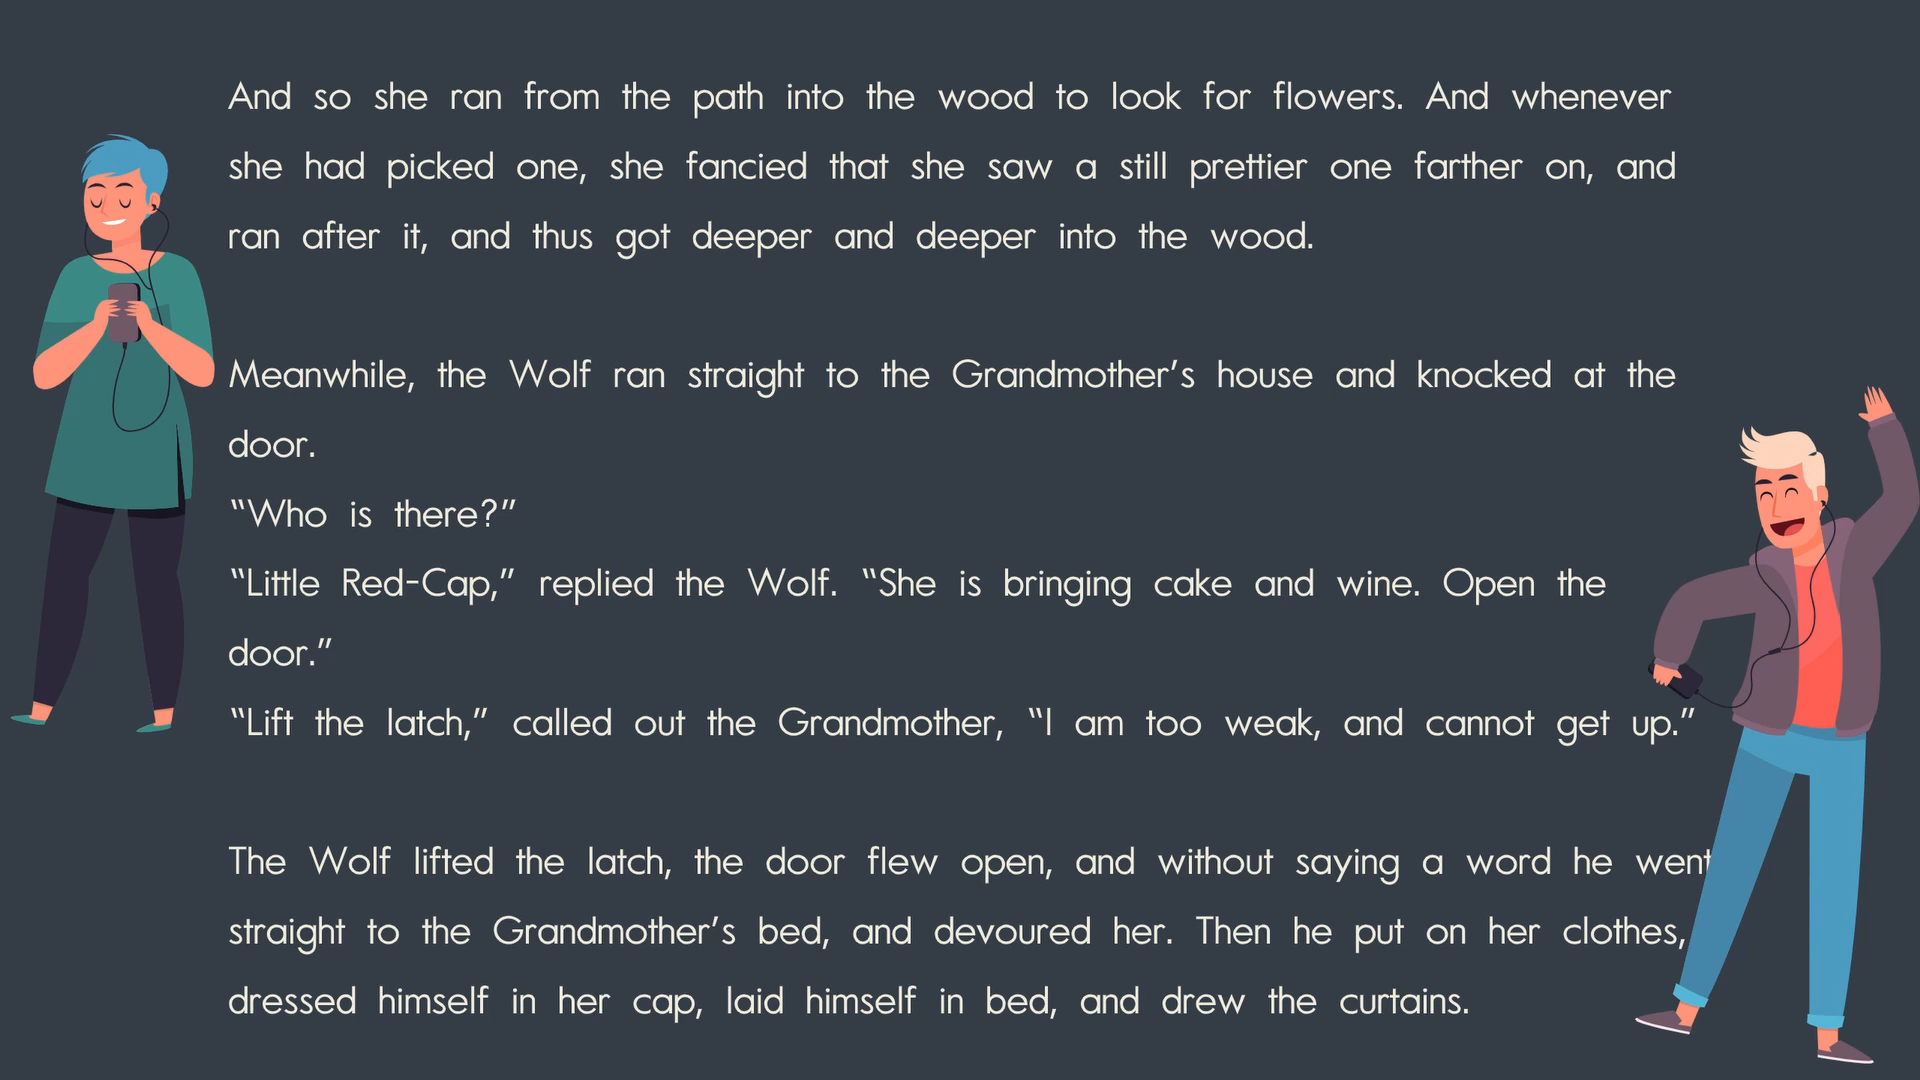 And so she ran from the path into the wood to look for flowers. And whenever
she had picked one, she fancied that she saw a still prettier one farther on, and
ran after it, and thus got deeper and deeper into the wood.
Meanwhile, the Wolf ran straight to the Grandmother’s house and knocked at the
door.
“Who is there?”
“Little Red-Cap,” replied the Wolf. “She is bringing cake and wine. Open the
door.”
“Lift the latch,” called out the Grandmother, “I am too weak, and cannot get up.”
The Wolf lifted the latch, the door flew open, and without saying a word he went
straight to the Grandmother’s bed, and devoured her. Then he put on her clothes,
dressed himself in her cap, laid himself in bed, and drew the curtains.